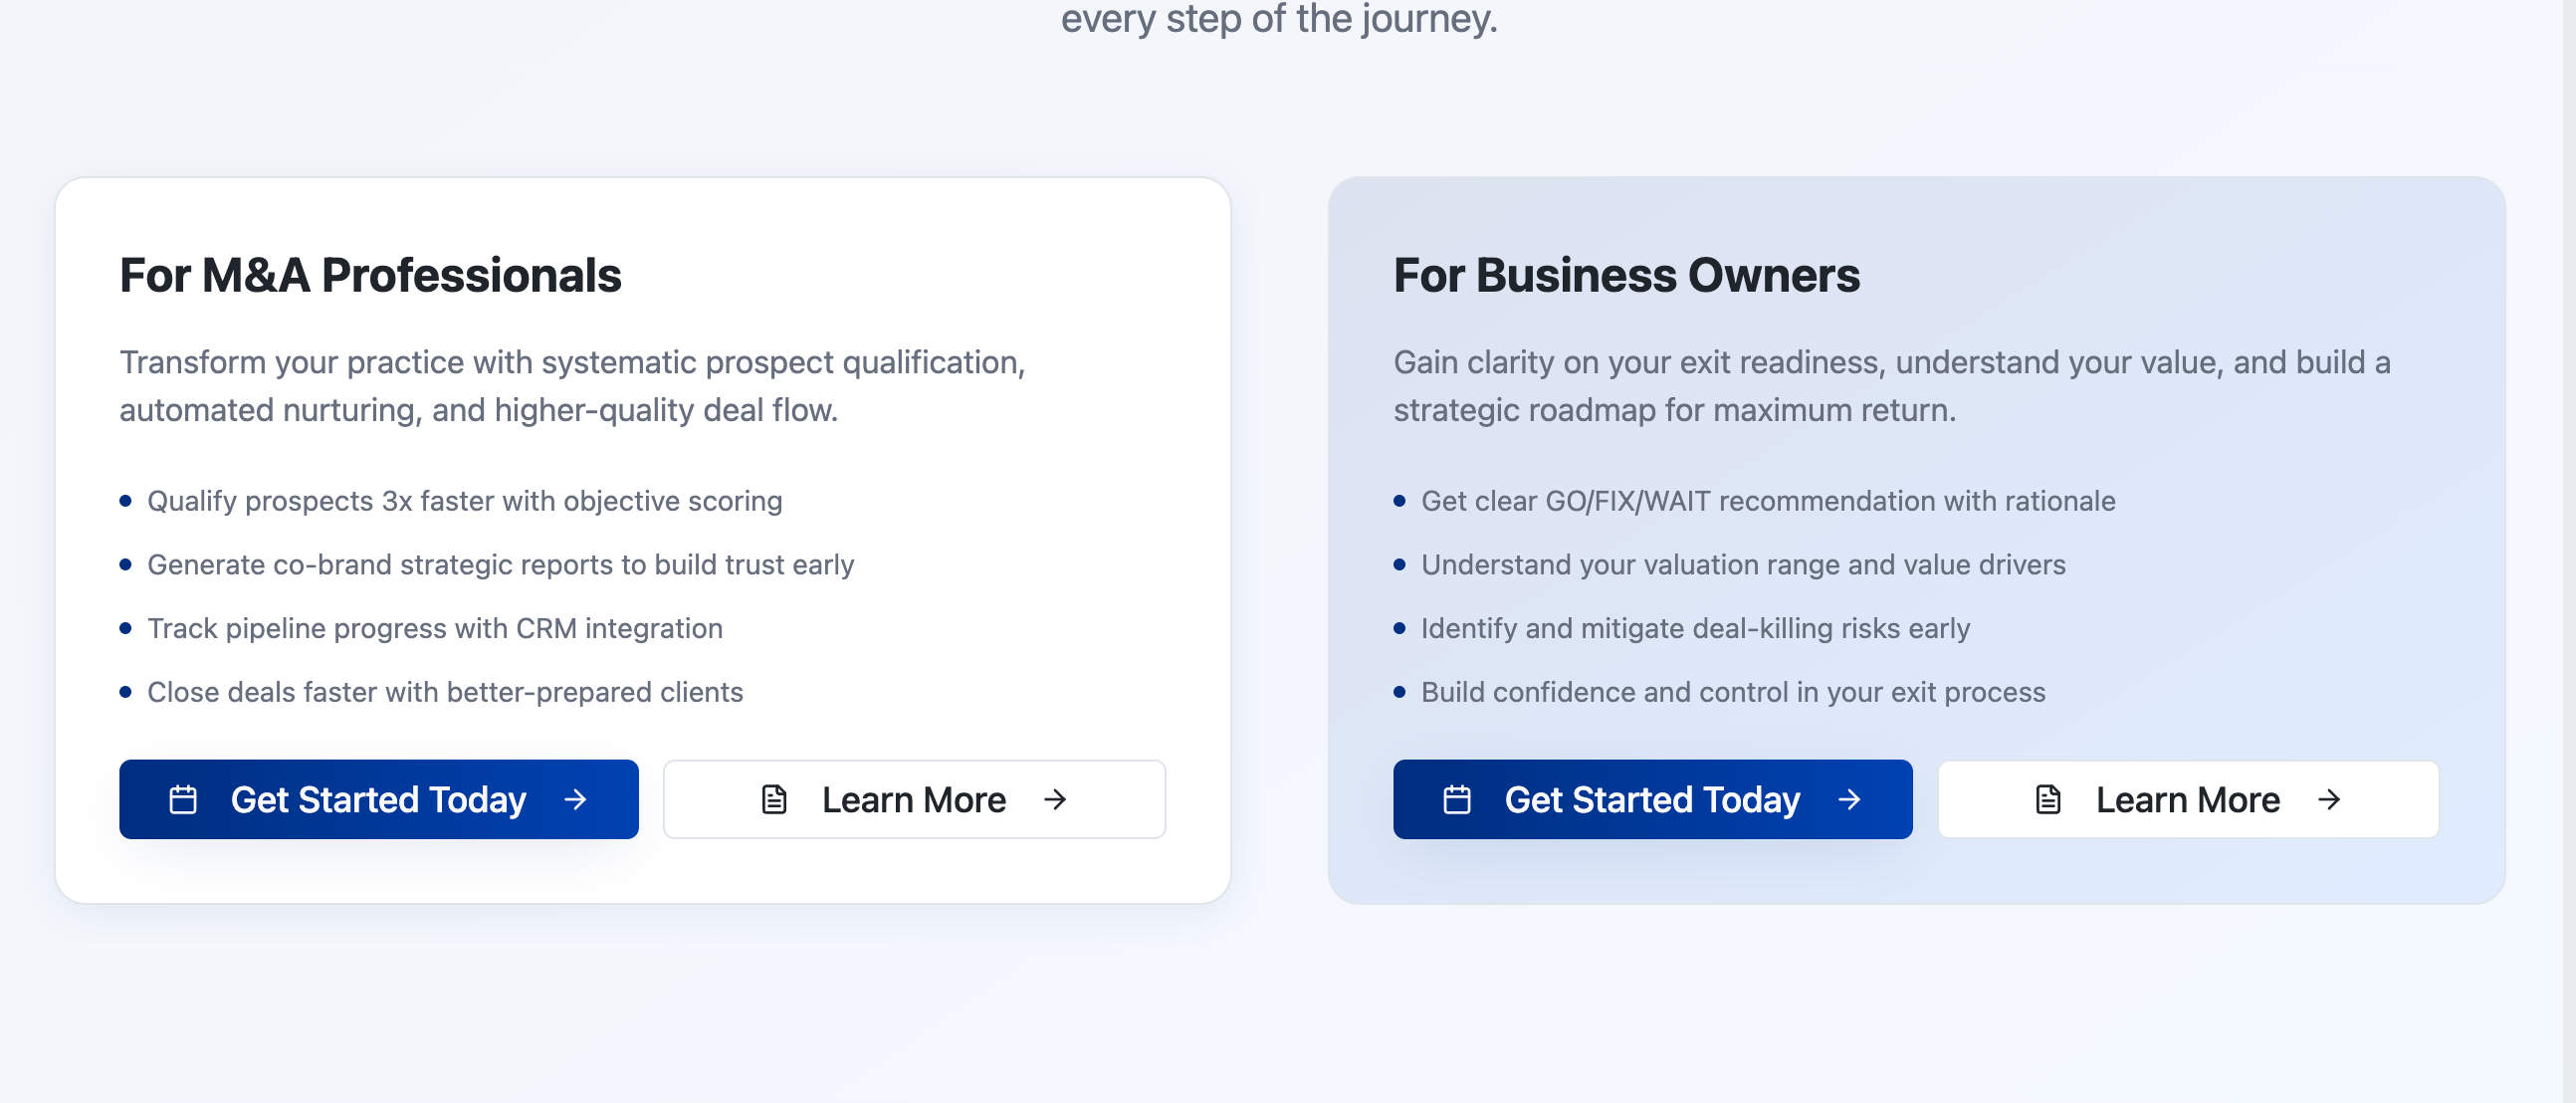 every step of the journey.
For M&A Professionals
Transform your practice with systematic prospect qualification,
automated nurturing, and higher-quality deal flow.
Qualify prospects 3x faster with objective scoring
Generate co-brand strategic reports to build trust early
Track pipeline progress with CRM integration
Close deals faster with better-prepared clients
Get Started Today
Learn More
For Business Owners
Gain clarity on your exit readiness, understand your value, and build a
strategic roadmap for maximum return.
Get clear GO/FIX/WAIT recommendation with rationale
Understand your valuation range and value drivers
Identify and mitigate deal-killing risks early
Build confidence and control in your exit process
Get Started Today
Learn More